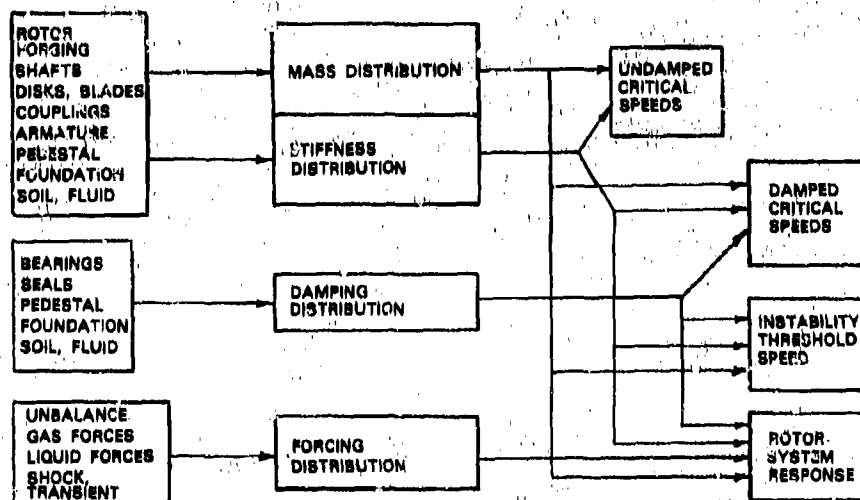 ROTOR
FORGING
SHAFTS
DISKS, BLADES
COUPLINGS
ARMATURE
PEDESTAL
FOUNDATION
SOIL, FLUID
MASS DISTRIBUTION
STIFFNESS
DISTRIBUTION
UNDAMPED
CRITICAL
SPEEDS
DAMPED
CRITICAL
SPEEDS
BEARINGS
SEALS
PEDESTAL
FOUNDATION
SOIL, FLUID
DAMPING
DISTRIBUTION
INSTABILITY
THRESHOLD
SPEED
UNBALANCE
GAS FORCES
LIQUID FORCES
SHOCK,
TRANSIENT
FORCING
DISTRIBUTION
ROTOR
SYSTEM
RESPONSE